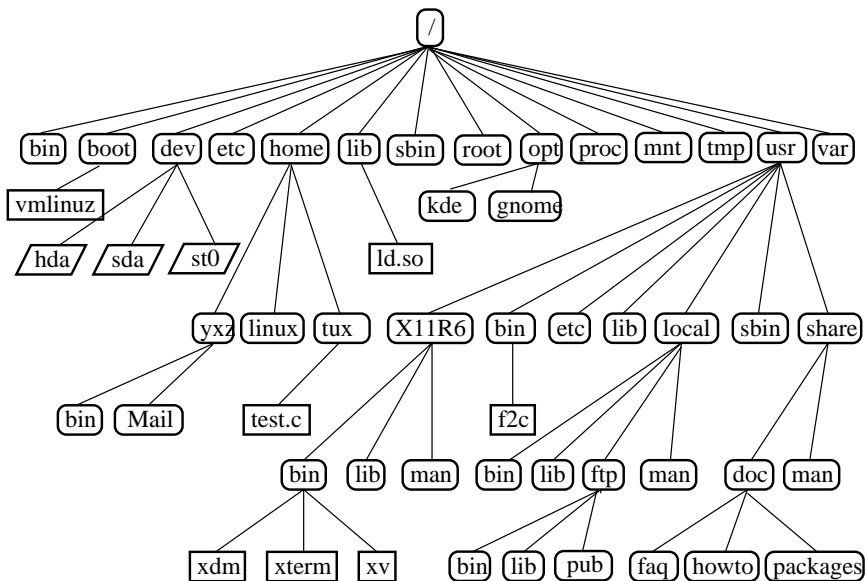 /
bin boot dev etc home lib sbin root opt proc mnt tmp usr var
vmlinuz kde gnome
hda sda st0 ld.so
yxz linux tux X11R6 bin etc lib local sbin share
bin Mail test.c f2c
bin lib man bin lib ftp man doc man
xdm xterm xv bin lib pub faq howto packages